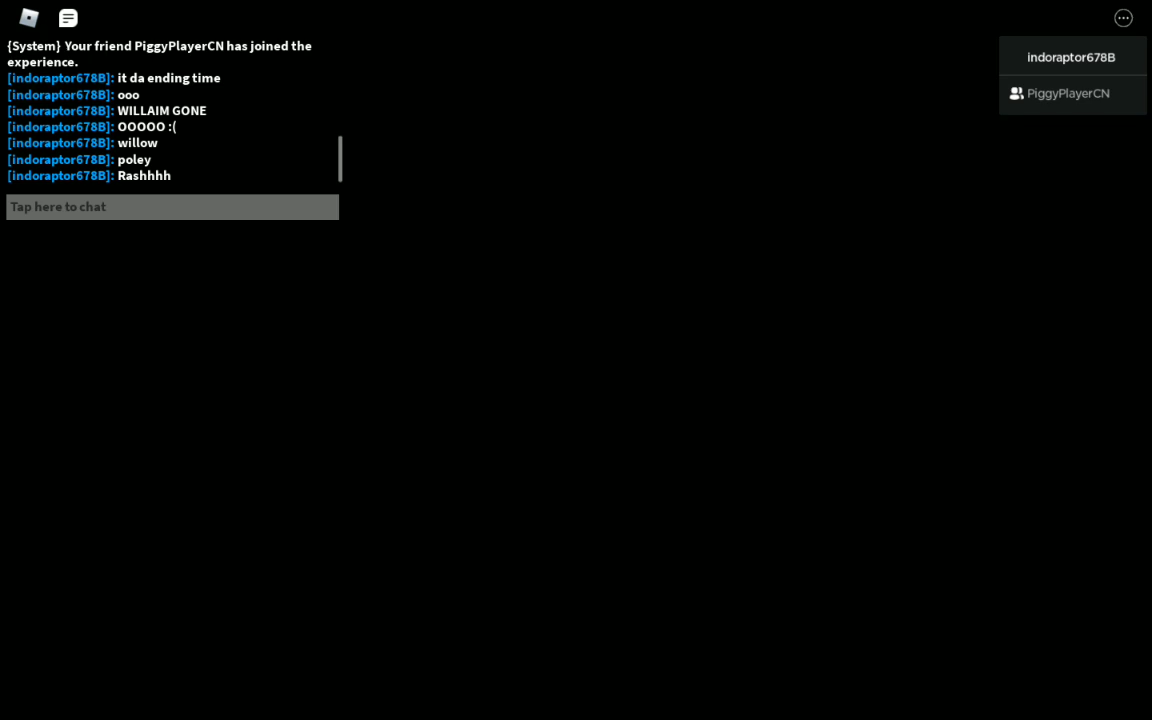 {System} Your friend PiggyPlayerCN has joined the
experience.
[indoraptor678B]: it da ending time
[indoraptor678B]: ooo
[indoraptor678B]: WILLAIM GONE
[indoraptor678B]: OOOOO :(
[indoraptor678B]: willow
[indoraptor678B]: poley
[indoraptor678B]: Rashhhh
Tap here to chat
indoraptor678B
PiggyPlayerCN